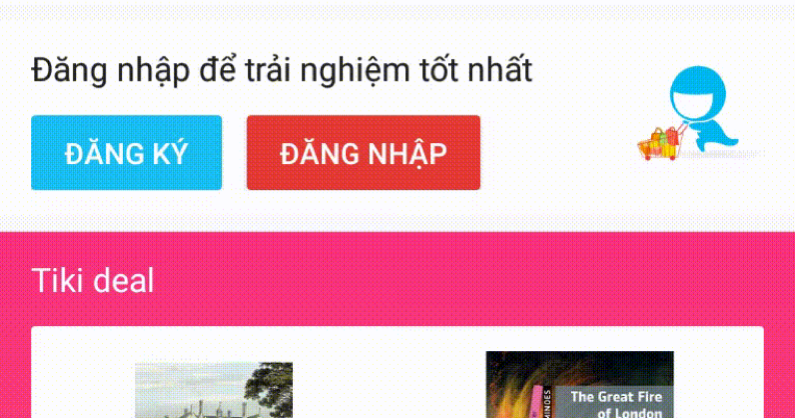 Đăng nhập để trải nghiệm tốt nhất
ĐĂNG KÝ
ĐĂNG NHẬP
Tiki deal
The Great Fire
of London